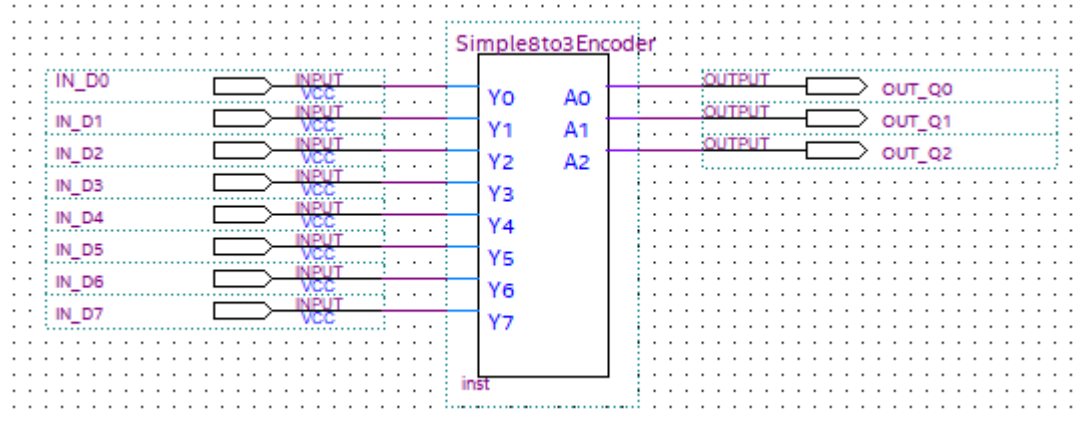 Simple8to3Encoder
IN_D0 INPUT VCC Y0 A0 OUTPUT OUT_Q0
IN_D1 INPUT VCC Y1 A1 OUTPUT OUT_Q1
IN_D2 INPUT VCC Y2 A2 OUTPUT OUT_Q2
IN_D3 INPUT VCC Y3
IN_D4 INPUT VCC Y4
IN_D5 INPUT VCC Y5
IN_D6 INPUT VCC Y6
IN_D7 INPUT VCC Y7
inst